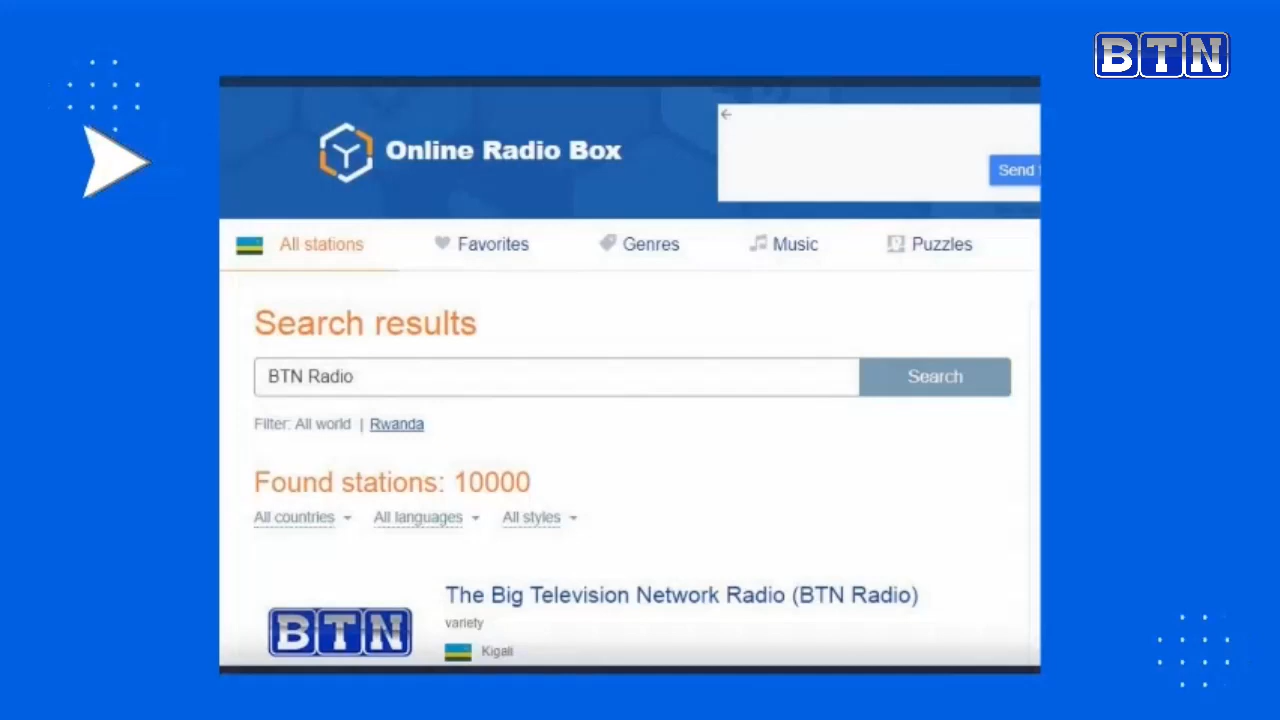 BTN
Online Radio Box
Send
All stations Favorites Genres Music Puzzles
Search results
BTN Radio Search
Filter: All world | Rwanda
Found stations: 10000
All countries All languages All styles
The Big Television Network Radio (BTN Radio)
variety
BTN
Kigali